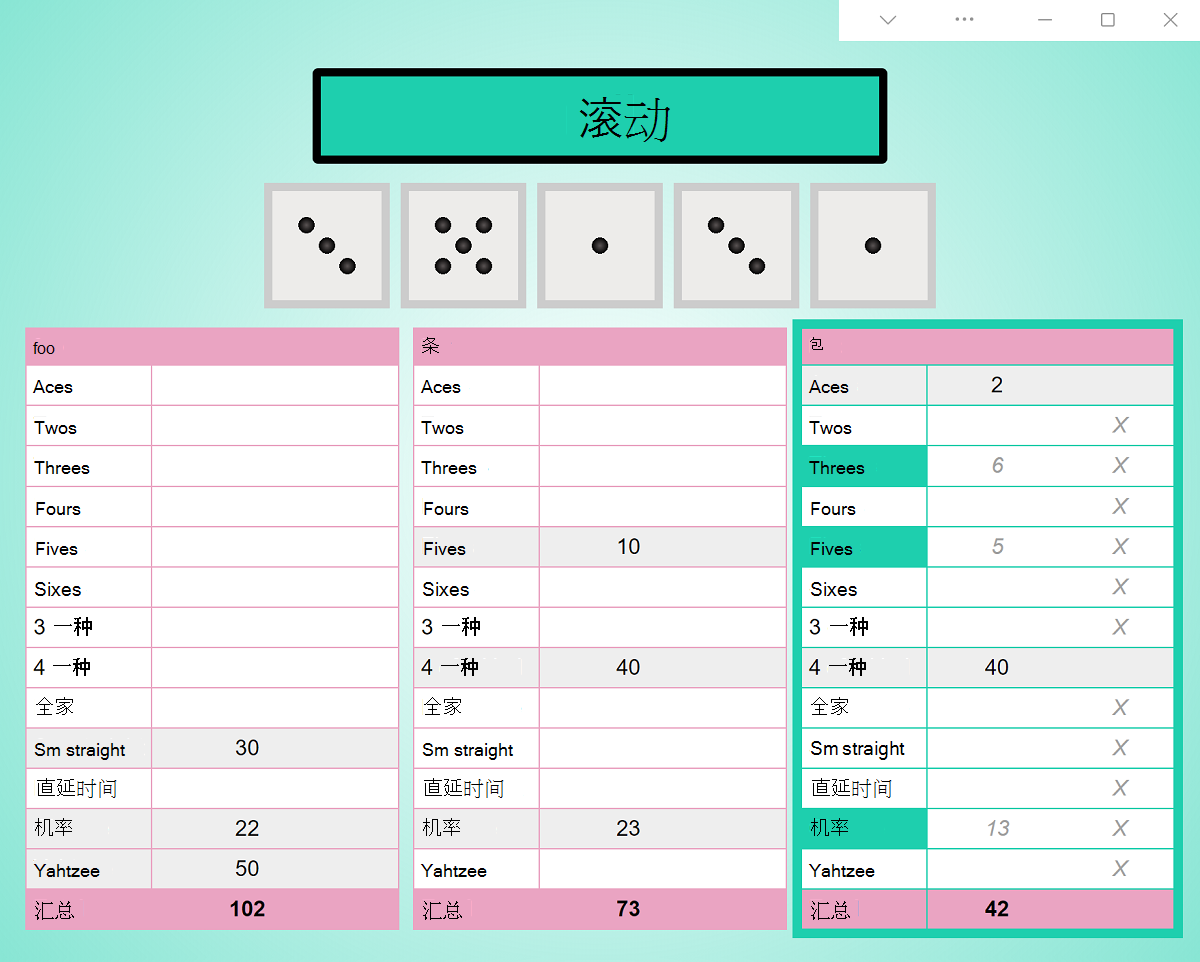 滚动
foo
Aces
Twos
Threes
Fours
Fives
Sixes
3 一种
4 一种
全家
Sm straight 30
直延时间
机率 22
Yahtzee 50
汇总 102
条
Aces
Twos
Threes
Fours
Fives 10
Sixes
3 一种
4 一种 40
全家
Sm straight
直延时间
机率 23
Yahtzee
汇总 73
包
Aces 2
Twos X
Threes 6 X
Fours X
Fives 5 X
Sixes X
3 一种 X
4 一种 40
全家 X
Sm straight X
直延时间 X
机率 13 X
Yahtzee X
汇总 42